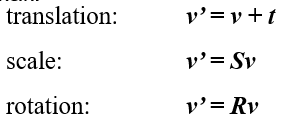 translation: v’ = v + t
scale: v’ = Sv
rotation: v’ = Rv